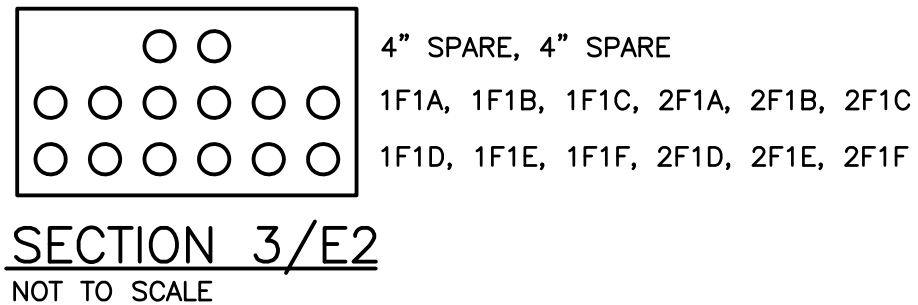 4” SPARE, 4” SPARE
1F1A, 1F1B, 1F1C, 2F1A, 2F1B, 2F1C
1F1D, 1F1E, 1F1F, 2F1D, 2F1E, 2F1F
SECTION 3/E2
NOT TO SCALE